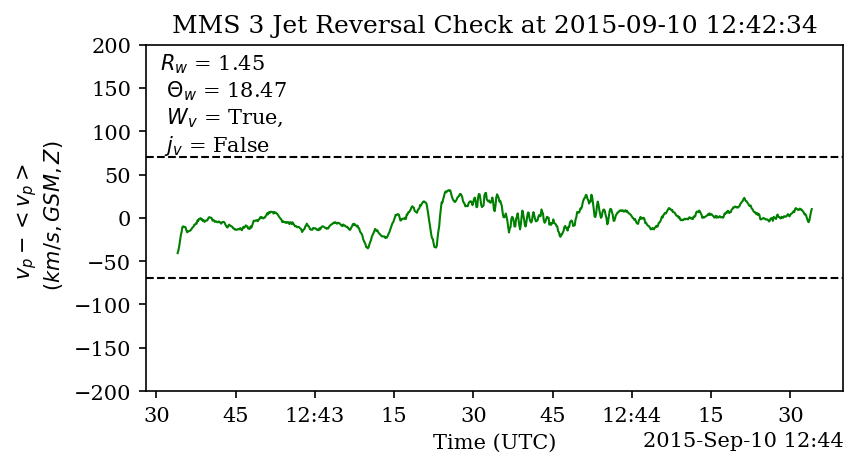 MMS 3 Jet Reversal Check at 2015-09-10 12:42:34
R_w = 1.45
Θ_w = 18.47
W_v = True,
j_v = False
v_p − < v_p >
(km/s, GSM, Z)
200
150
100
50
0
−50
−100
−150
−200
30 45 12:43 15 30 45 12:44 15 30
Time (UTC)
2015-Sep-10 12:44